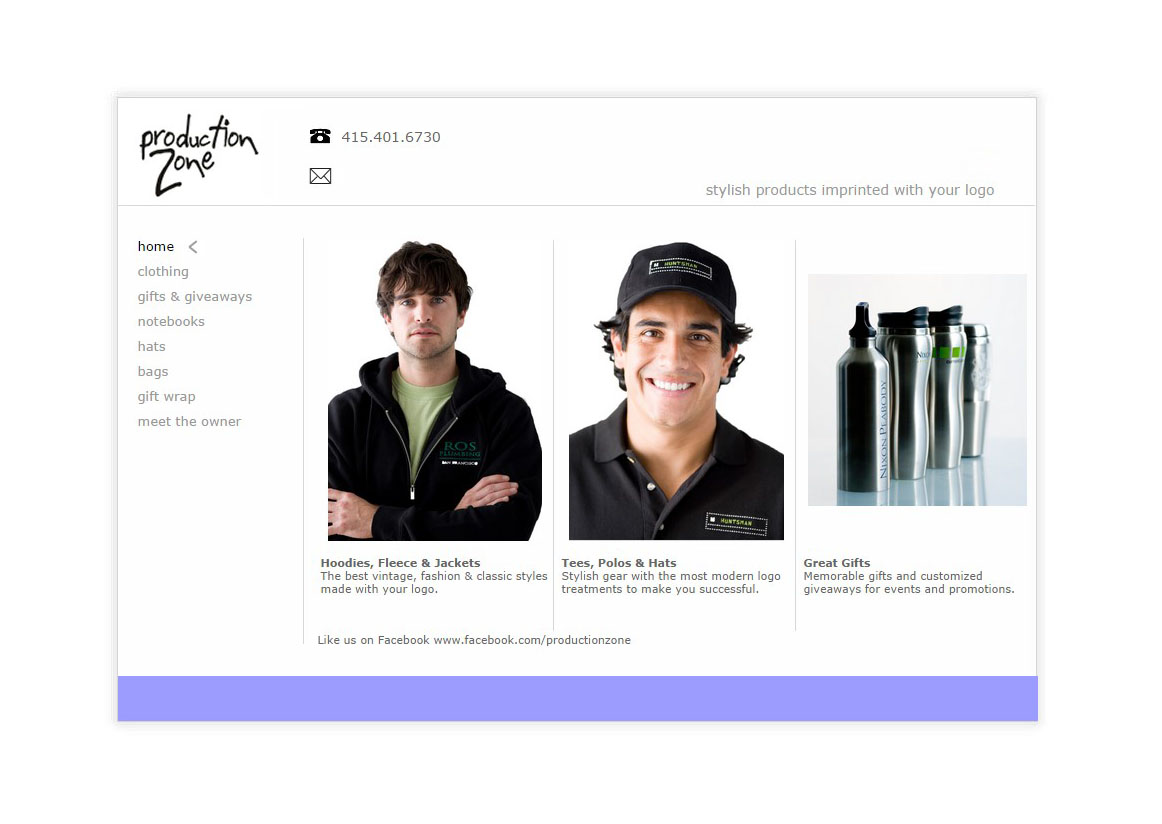 production
Zone
415.401.6730
stylish products imprinted with your logo
home
clothing
gifts & giveaways
notebooks
hats
bags
gift wrap
meet the owner
ROS
PLUMBING
SAN FRANCISCO
HUNTSMAN
HUNTSMAN
NIXON PEABODY
Hoodies, Fleece & Jackets
The best vintage, fashion & classic styles
made with your logo.
Tees, Polos & Hats
Stylish gear with the most modern logo
treatments to make you successful.
Great Gifts
Memorable gifts and customized
giveaways for events and promotions.
Like us on Facebook www.facebook.com/productionzone